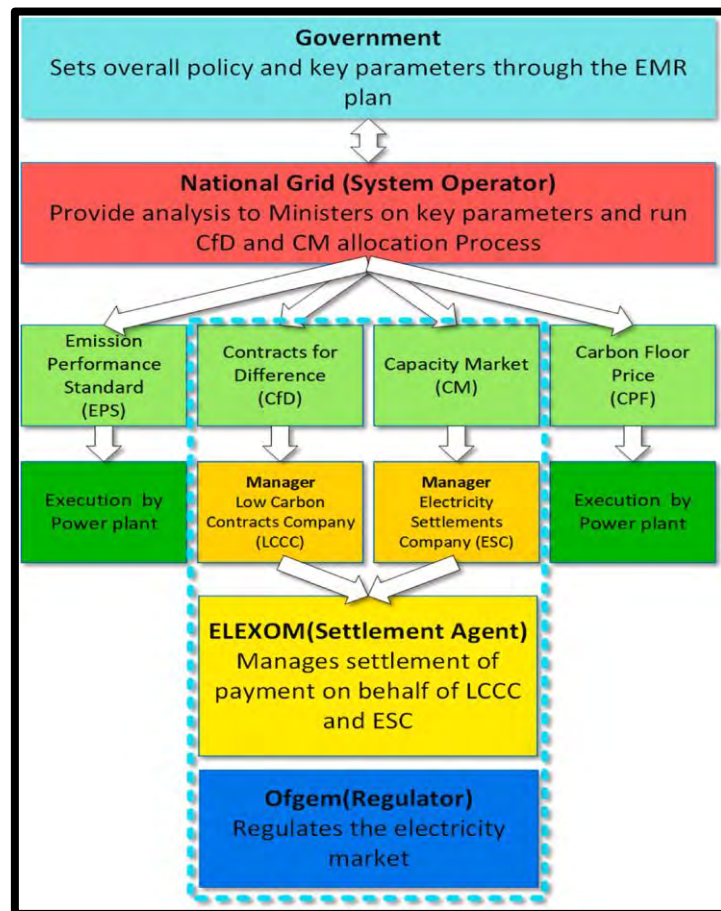 Government
Sets overall policy and key parameters through the EMR
plan
National Grid (System Operator)
Provide analysis to Ministers on key parameters and run
CfD and CM allocation Process
Emission
Performance
Standard
(EPS)
Contracts for
Difference
(CfD)
Capacity Market
(CM)
Carbon Floor
Price
(CPF)
Execution by
Power plant
Manager
Low Carbon
Contracts Company
(LCCC)
Manager
Electricity
Settlements
Company (ESC)
Execution by
Power plant
ELEXOM(Settlement Agent)
Manages settlement of
payment on behalf of LCCC
and ESC
Ofgem(Regulator)
Regulates the electricity
market